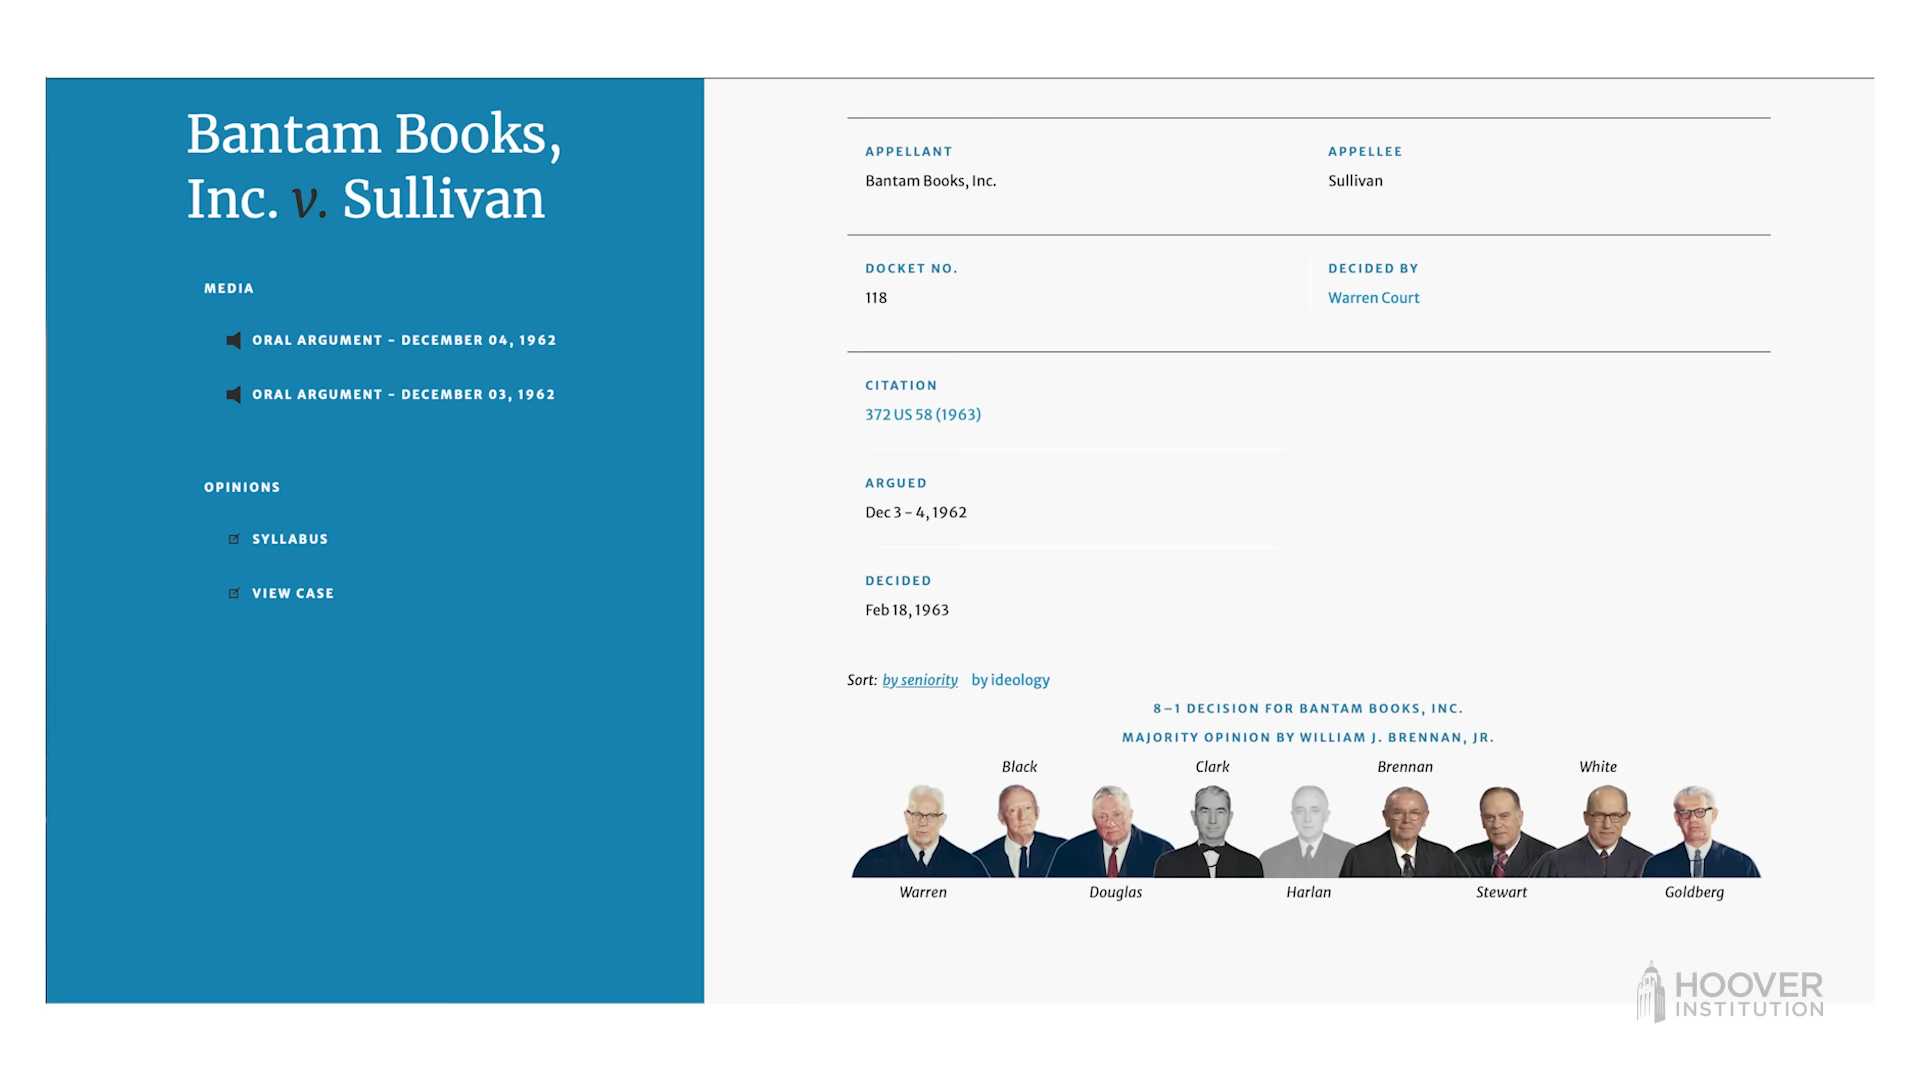 Bantam Books,
Inc. v. Sullivan
MEDIA
ORAL ARGUMENT - DECEMBER 04, 1962
ORAL ARGUMENT - DECEMBER 03, 1962
OPINIONS
SYLLABUS
VIEW CASE
APPELLANT
Bantam Books, Inc.
APPELLEE
Sullivan
DOCKET NO.
118
DECIDED BY
Warren Court
CITATION
372 US 58 (1963)
ARGUED
Dec 3 - 4, 1962
DECIDED
Feb 18, 1963
Sort: by seniority by ideology
8–1 DECISION FOR BANTAM BOOKS, INC.
MAJORITY OPINION BY WILLIAM J. BRENNAN, JR.
Black Clark Brennan White
Warren Douglas Harlan Stewart Goldberg
HOOVER
INSTITUTION